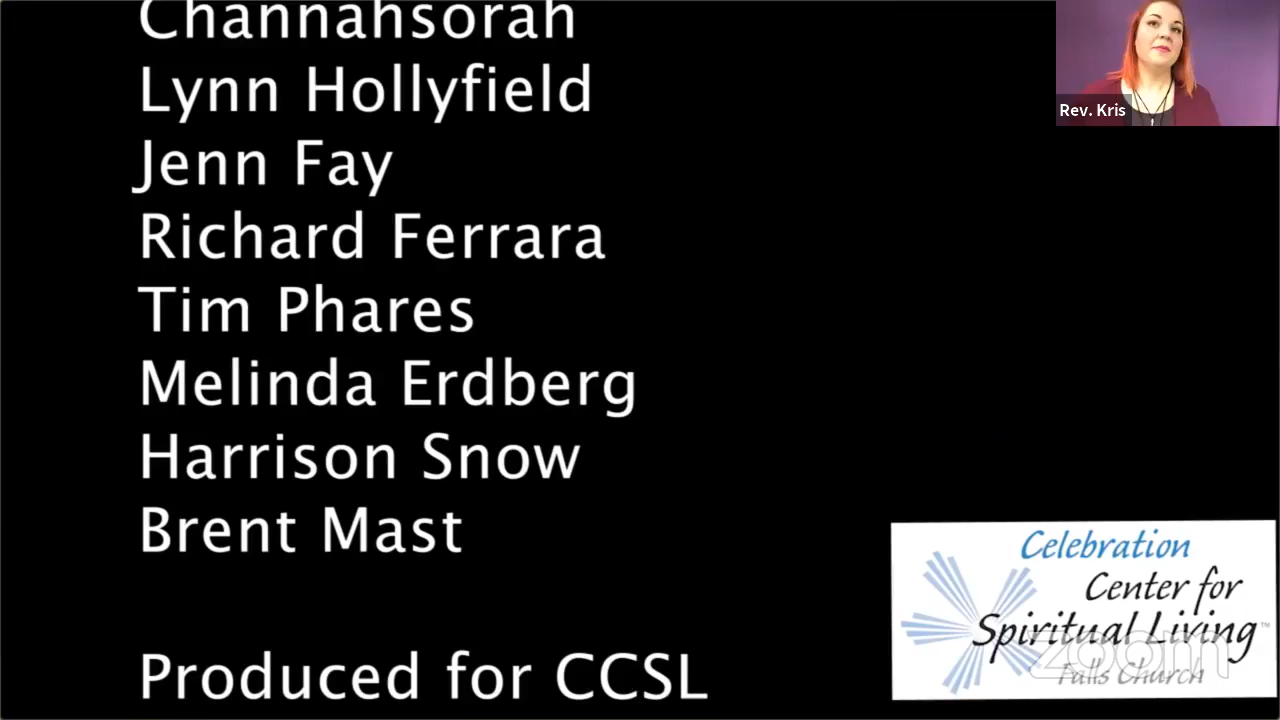 Channahsorah
Lynn Hollyfield
Jenn Fay
Richard Ferrara
Tim Phares
Melinda Erdberg
Harrison Snow
Brent Mast
Produced for CCSL
Rev. Kris
Celebration
Center for
Spiritual Living™
zoom
Falls Church